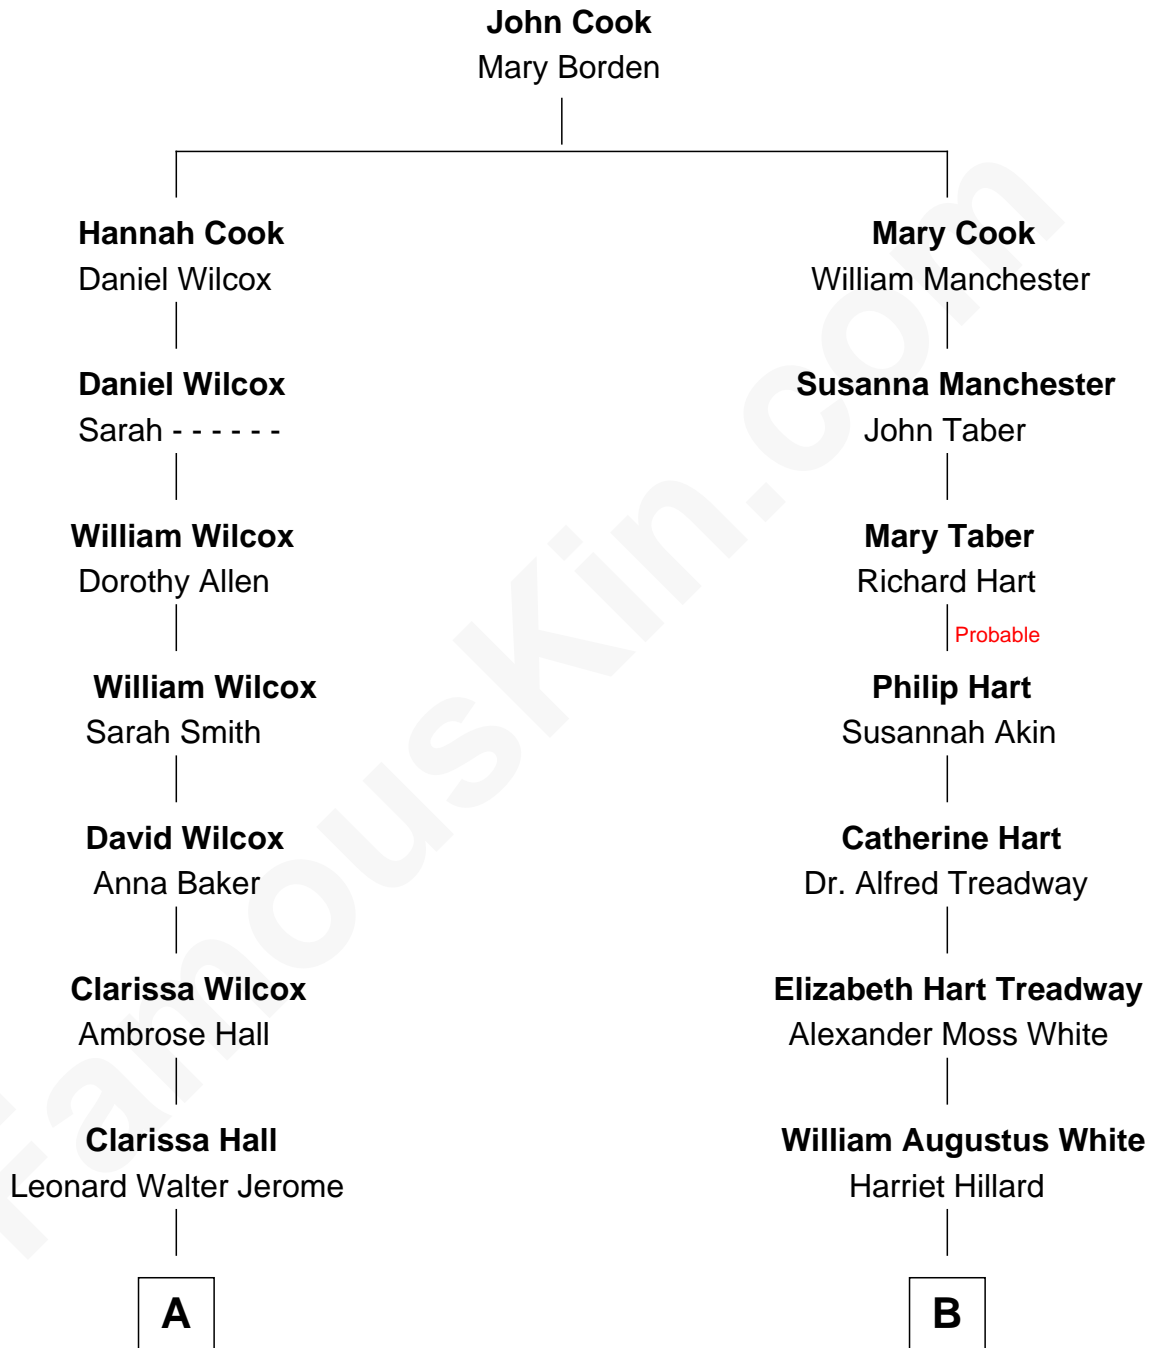 John Cook
Mary Borden
Hannah Cook
Daniel Wilcox
Mary Cook
William Manchester
Daniel Wilcox
Sarah - - - - - -
Susanna Manchester
John Taber
William Wilcox
Dorothy Allen
Mary Taber
Richard Hart
Probable
William Wilcox
Sarah Smith
Philip Hart
Susannah Akin
David Wilcox
Anna Baker
Catherine Hart
Dr. Alfred Treadway
Clarissa Wilcox
Ambrose Hall
Elizabeth Hart Treadway
Alexander Moss White
Clarissa Hall
Leonard Walter Jerome
William Augustus White
Harriet Hillard
A
B
FamousKin.com